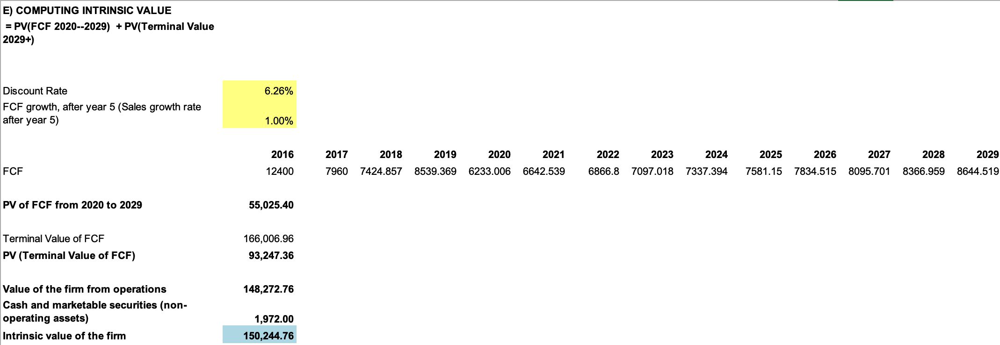 E) COMPUTING INTRINSIC VALUE
= PV(FCF 2020--2029) + PV(Terminal Value
2029+)
Discount Rate 6.26%
FCF growth, after year 5 (Sales growth rate
after year 5) 1.00%
2016 2017 2018 2019 2020 2021 2022 2023 2024 2025 2026 2027 2028 2029
FCF 12400 7960 7424.857 8539.369 6233.006 6642.539 6866.8 7097.018 7337.394 7581.15 7834.515 8095.701 8366.959 8644.519
PV of FCF from 2020 to 2029 55,025.40
Terminal Value of FCF 166,006.96
PV (Terminal Value of FCF) 93,247.36
Value of the firm from operations 148,272.76
Cash and marketable securities (non-
operating assets) 1,972.00
Intrinsic value of the firm 150,244.76